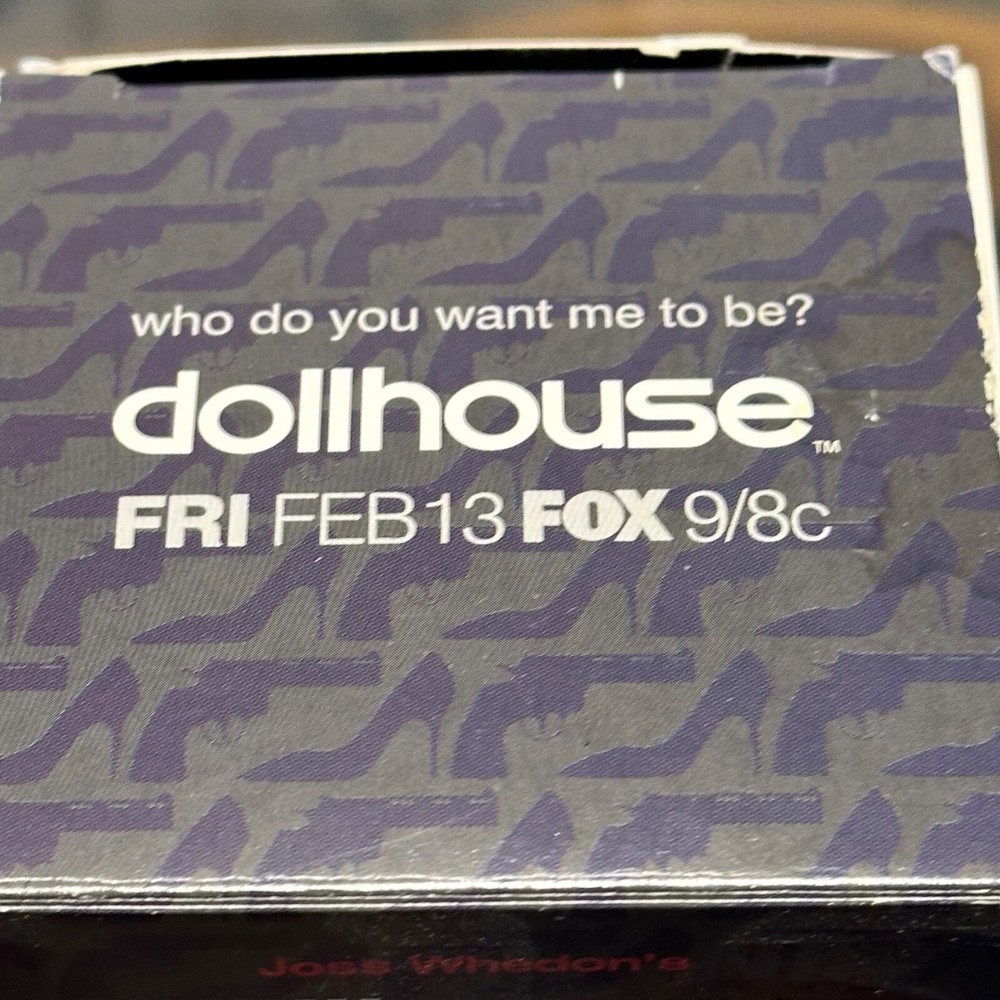 who do you want me to be?
dollhouse™
FRI FEB 13 FOX 9/8c
Joss Whedon's